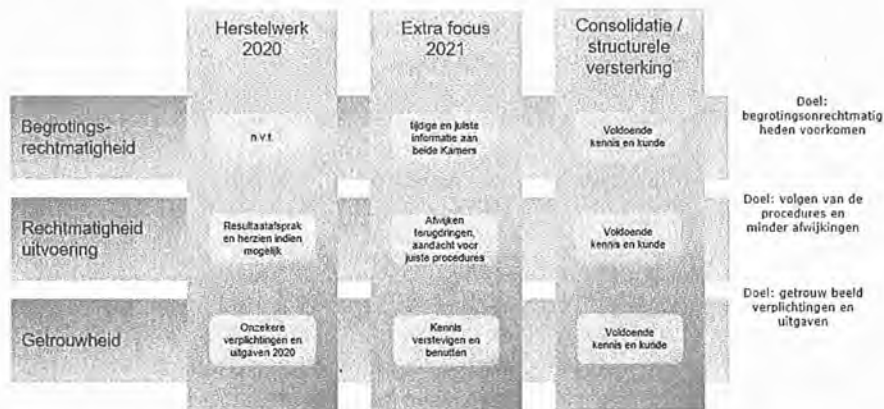 Herstelwerk
2020
Extra focus
2021
Consolidatie /
structurele
versterking
Begrotings-
rechtmatigheid
n.v.t.
tijdige en juiste
informatie aan
beide Kamers
Voldoende
kennis en kunde
Doel:
begrotingsonrechtmatig
heden voorkomen
Rechtmatigheid
uitvoering
Resultaatafsprak
en herzien indien
mogelijk
Afwijken
terugdringen,
aandacht voor
juiste procedures
Voldoende
kennis en kunde
Doel: volgen van de
procedures en
minder afwijkingen
Getrouwheid
Onzekere
verplichtingen en
uitgaven 2020
Kennis
verstevigen en
benutten
Voldoende
kennis en kunde
Doel: getrouw beeld
verplichtingen en
uitgaven